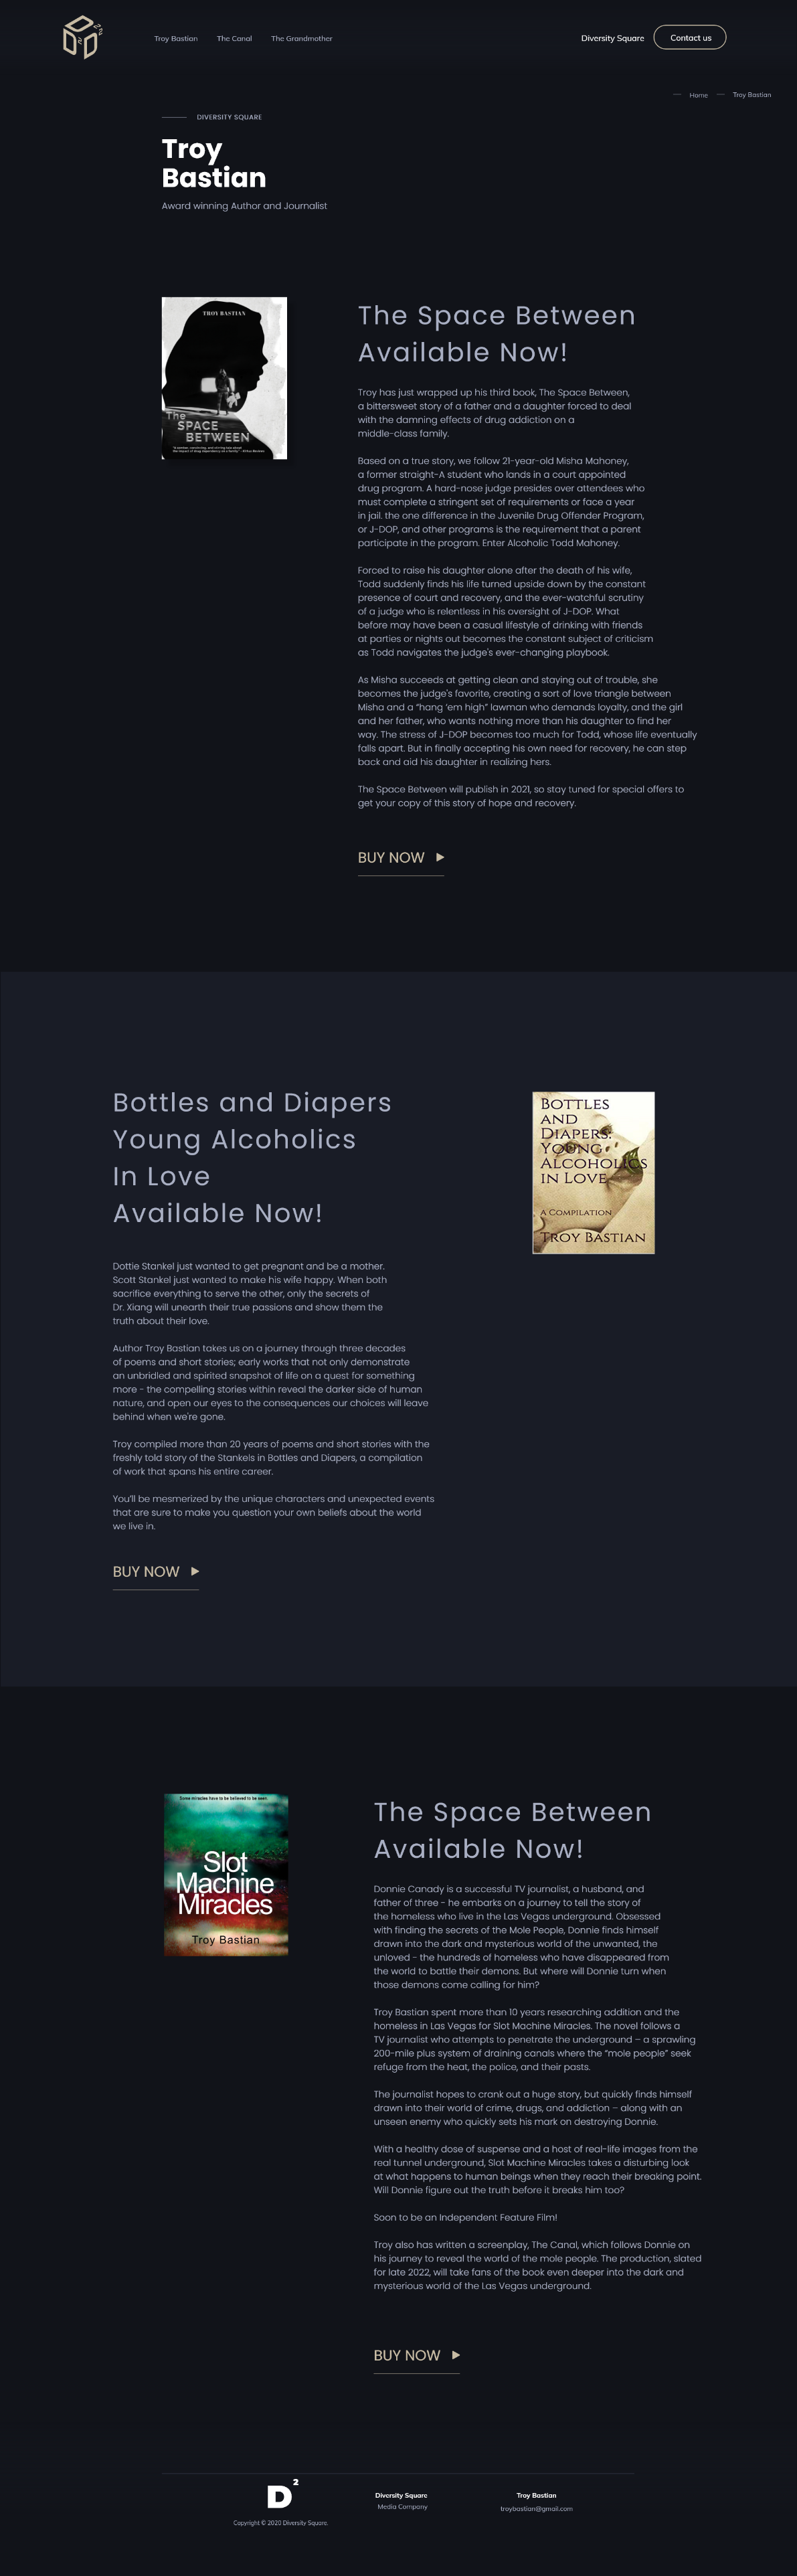 Troy Bastian
The Canal
The Grandmother
Diversity Square
Contact us
Home
Troy Bastian
DIVERSITY SQUARE
Troy
Bastian
Award winning Author and Journalist
TROY BASTIAN
The
SPACE
BETWEEN
The Space Between
Available Now!
Troy has just wrapped up his third book, The Space Between,
a bittersweet story of a father and a daughter forced to deal
with the damning effects of drug addiction on a
middle-class family.
Based on a true story, we follow 21-year-old Misha Mahoney,
a former straight-A student who lands in a court appointed
drug program. A hard-nose judge presides over attendees who
must complete a stringent set of requirements or face a year
in jail. the one difference in the Juvenile Drug Offender Program,
or J-DOP, and other programs is the requirement that a parent
participate in the program. Enter Alcoholic Todd Mahoney.
Forced to raise his daughter alone after the death of his wife,
Todd suddenly finds his life turned upside down by the constant
presence of court and recovery, and the ever-watchful scrutiny
of a judge who is relentless in his oversight of J-DOP. What
before may have been a casual lifestyle of drinking with friends
at parties or nights out becomes the constant subject of criticism
as Todd navigates the judge's ever-changing playbook.
As Misha succeeds at getting clean and staying out of trouble, she
becomes the judge's favorite, creating a sort of love triangle between
Misha and a “hang ‘em high” lawman who demands loyalty, and the girl
and her father, who wants nothing more than his daughter to find her
way. The stress of J-DOP becomes too much for Todd, whose life eventually
falls apart. But in finally accepting his own need for recovery, he can step
back and aid his daughter in realizing hers.
The Space Between will publish in 2021, so stay tuned for special offers to
get your copy of this story of hope and recovery.
BUY NOW
Bottles and Diapers
Young Alcoholics
In Love
Available Now!
Dottie Stankel just wanted to get pregnant and be a mother.
Scott Stankel just wanted to make his wife happy. When both
sacrifice everything to serve the other, only the secrets of
Dr. Xiang will unearth their true passions and show them the
truth about their love.
Author Troy Bastian takes us on a journey through three decades
of poems and short stories; early works that not only demonstrate
an unbridled and spirited snapshot of life on a quest for something
more - the compelling stories within reveal the darker side of human
nature, and open our eyes to the consequences our choices will leave
behind when we're gone.
Troy compiled more than 20 years of poems and short stories with the
freshly told story of the Stankels in Bottles and Diapers, a compilation
of work that spans his entire career.
You’ll be mesmerized by the unique characters and unexpected events
that are sure to make you question your own beliefs about the world
we live in.
BUY NOW
BOTTLES
AND
DIAPERS:
YOUNG
ALCOHOLICS
IN LOVE
A COMPILATION
TROY BASTIAN
Some miracles have to be believed to be seen.
Slot
Machine
Miracles
Troy Bastian
The Space Between
Available Now!
Donnie Canady is a successful TV journalist, a husband, and
father of three - he embarks on a journey to tell the story of
the homeless who live in the Las Vegas underground. Obsessed
with finding the secrets of the Mole People, Donnie finds himself
drawn into the dark and mysterious world of the unwanted, the
unloved - the hundreds of homeless who have disappeared from
the world to battle their demons. But where will Donnie turn when
those demons come calling for him?
Troy Bastian spent more than 10 years researching addition and the
homeless in Las Vegas for Slot Machine Miracles. The novel follows a
TV journalist who attempts to penetrate the underground – a sprawling
200-mile plus system of draining canals where the “mole people” seek
refuge from the heat, the police, and their pasts.
The journalist hopes to crank out a huge story, but quickly finds himself
drawn into their world of crime, drugs, and addiction – along with an
unseen enemy who quickly sets his mark on destroying Donnie.
With a healthy dose of suspense and a host of real-life images from the
real tunnel underground, Slot Machine Miracles takes a disturbing look
at what happens to human beings when they reach their breaking point.
Will Donnie figure out the truth before it breaks him too?
Soon to be an Independent Feature Film!
Troy also has written a screenplay, The Canal, which follows Donnie on
his journey to reveal the world of the mole people. The production, slated
for late 2022, will take fans of the book even deeper into the dark and
mysterious world of the Las Vegas underground.
BUY NOW
D²
Copyright © 2020 Diversity Square.
Diversity Square
Media Company
Troy Bastian
troybastian@gmail.com